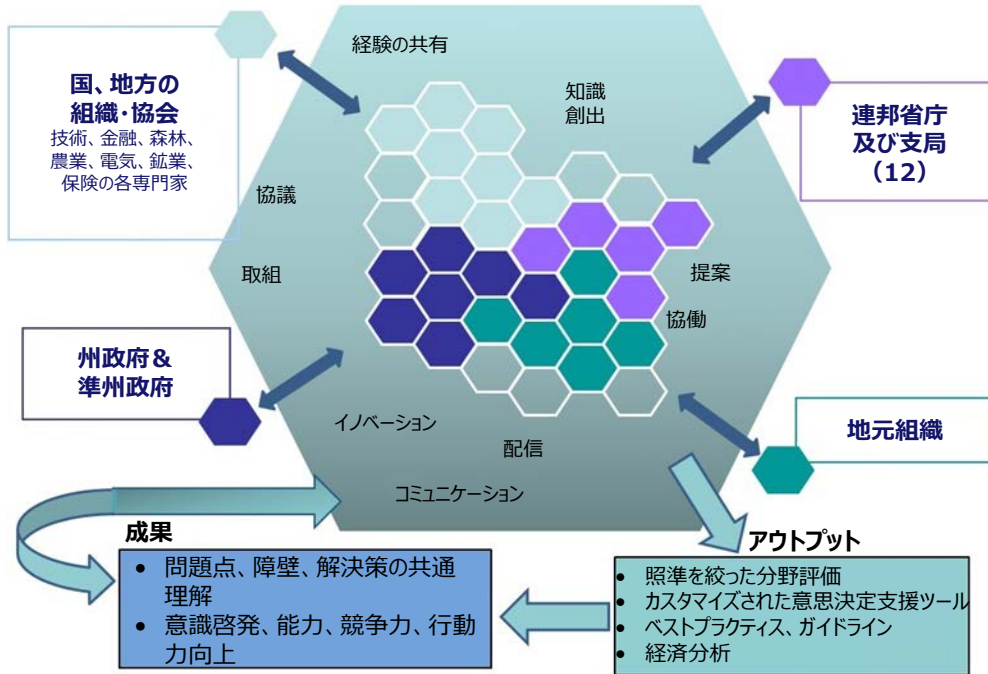 経験の共有
知識
創出
国、地方の
組織・協会
技術、金融、森林、
農業、電気、鉱業、
保険の各専門家
連邦省庁
及び支局
（12）
協議
取組
提案
協働
州政府＆
準州政府
地元組織
イノベーション
配信
コミュニケーション
成果
• 問題点、障壁、解決策の共通
理解
• 意識啓発、能力、競争力、行動
力向上
アウトプット
• 照準を絞った分野評価
• カスタマイズされた意思決定支援ツール
• ベストプラクティス、ガイドライン
• 経済分析